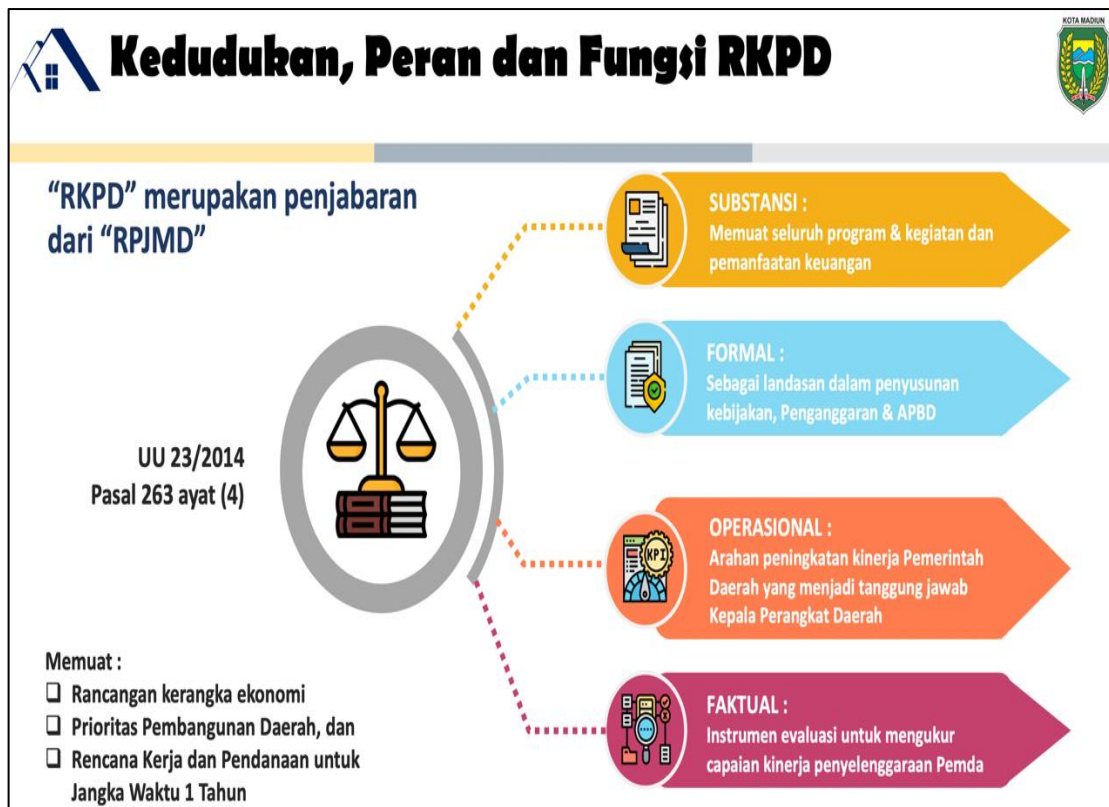 Kedudukan, Peran dan Fungsi RKPD
KOTA MADIUN
“RKPD” merupakan penjabaran
dari “RPJMD”
UU 23/2014
Pasal 263 ayat (4)
Memuat :
Rancangan kerangka ekonomi
Prioritas Pembangunan Daerah, dan
Rencana Kerja dan Pendanaan untuk
Jangka Waktu 1 Tahun
SUBSTANSI :
Memuat seluruh program & kegiatan dan
pemanfaatan keuangan
FORMAL :
Sebagai landasan dalam penyusunan
kebijakan, Penganggaran & APBD
KPI
OPERASIONAL :
Arahan peningkatan kinerja Pemerintah
Daerah yang menjadi tanggung jawab
Kepala Perangkat Daerah
FAKTUAL :
Instrumen evaluasi untuk mengukur
capaian kinerja penyelenggaraan Pemda